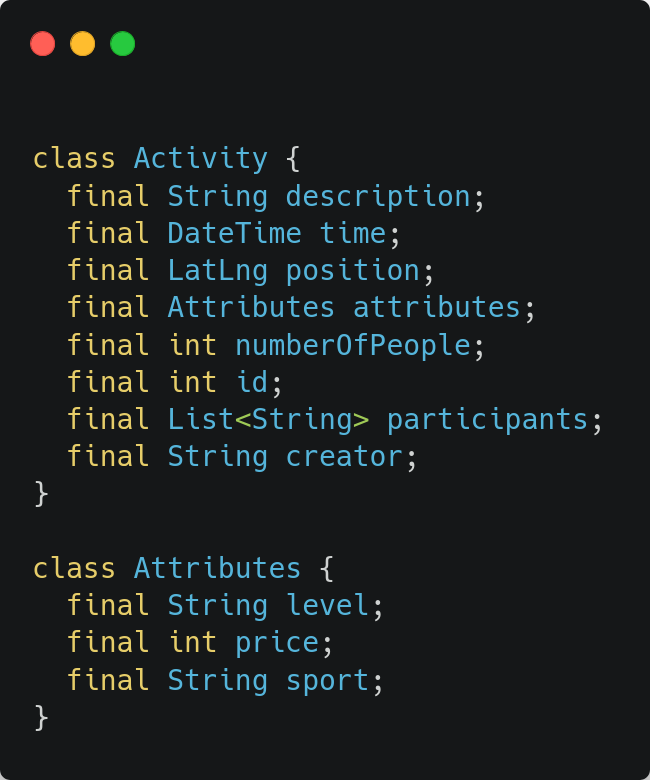 class Activity {
  final String description;
  final DateTime time;
  final LatLng position;
  final Attributes attributes;
  final int numberOfPeople;
  final int id;
  final List<String> participants;
  final String creator;
}

class Attributes {
  final String level;
  final int price;
  final String sport;
}